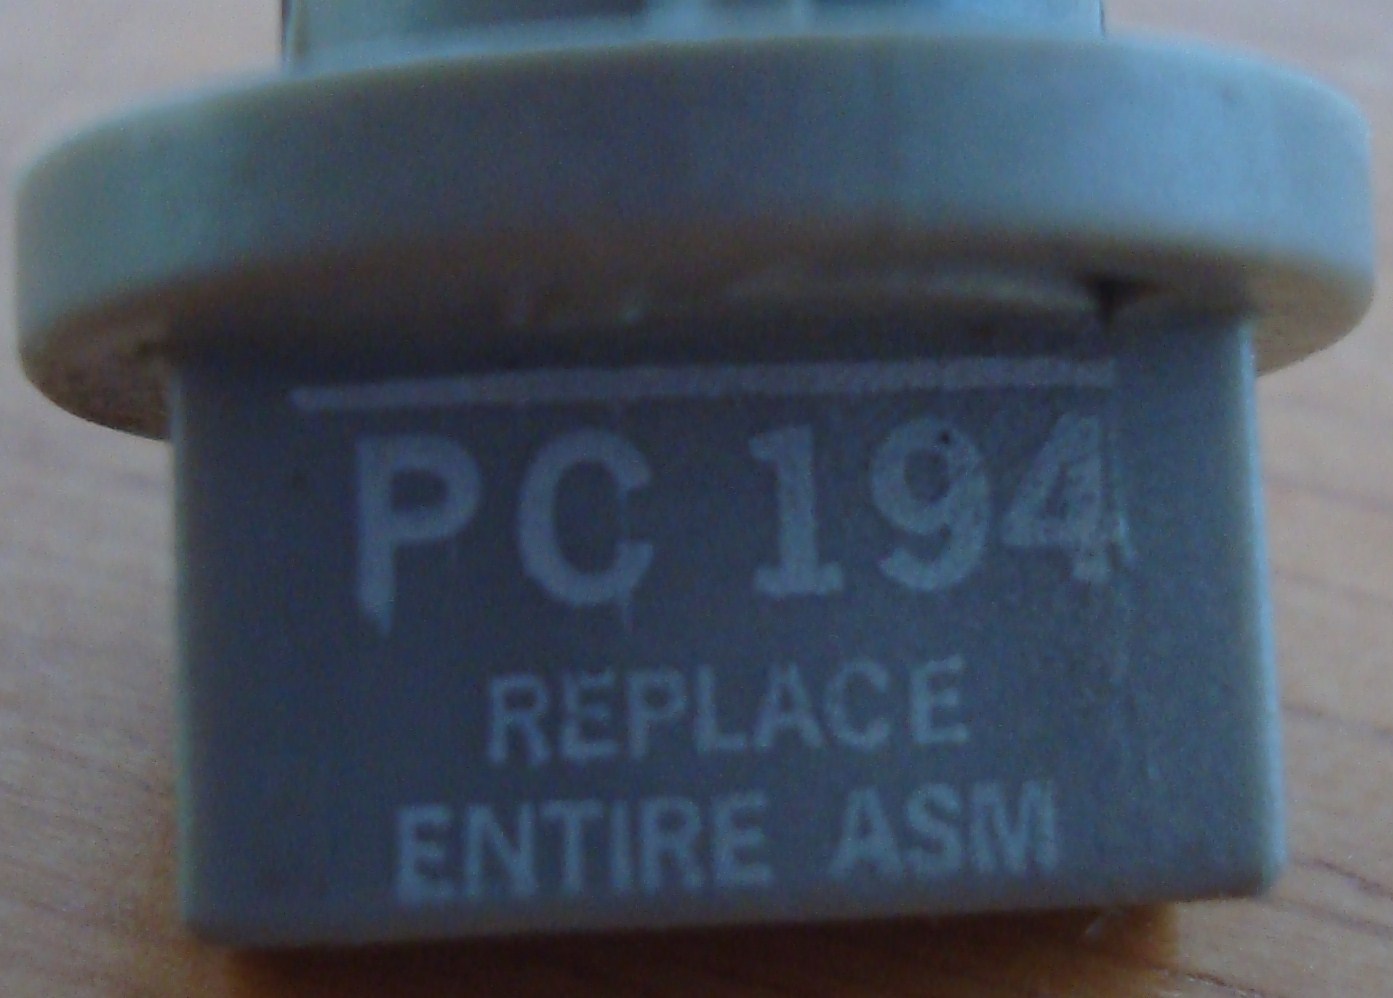 PC 194
REPLACE
ENTIRE ASM